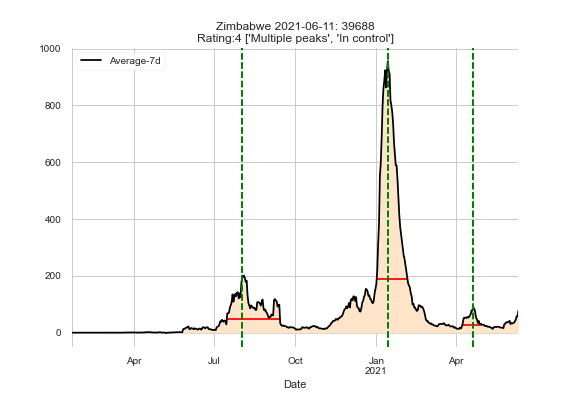 Zimbabwe 2021-06-11: 39688
Rating:4 ['Multiple peaks', 'In control']
Average-7d
1000
800
600
400
200
0
Apr
Jul
Oct
Jan
2021
Apr
Date